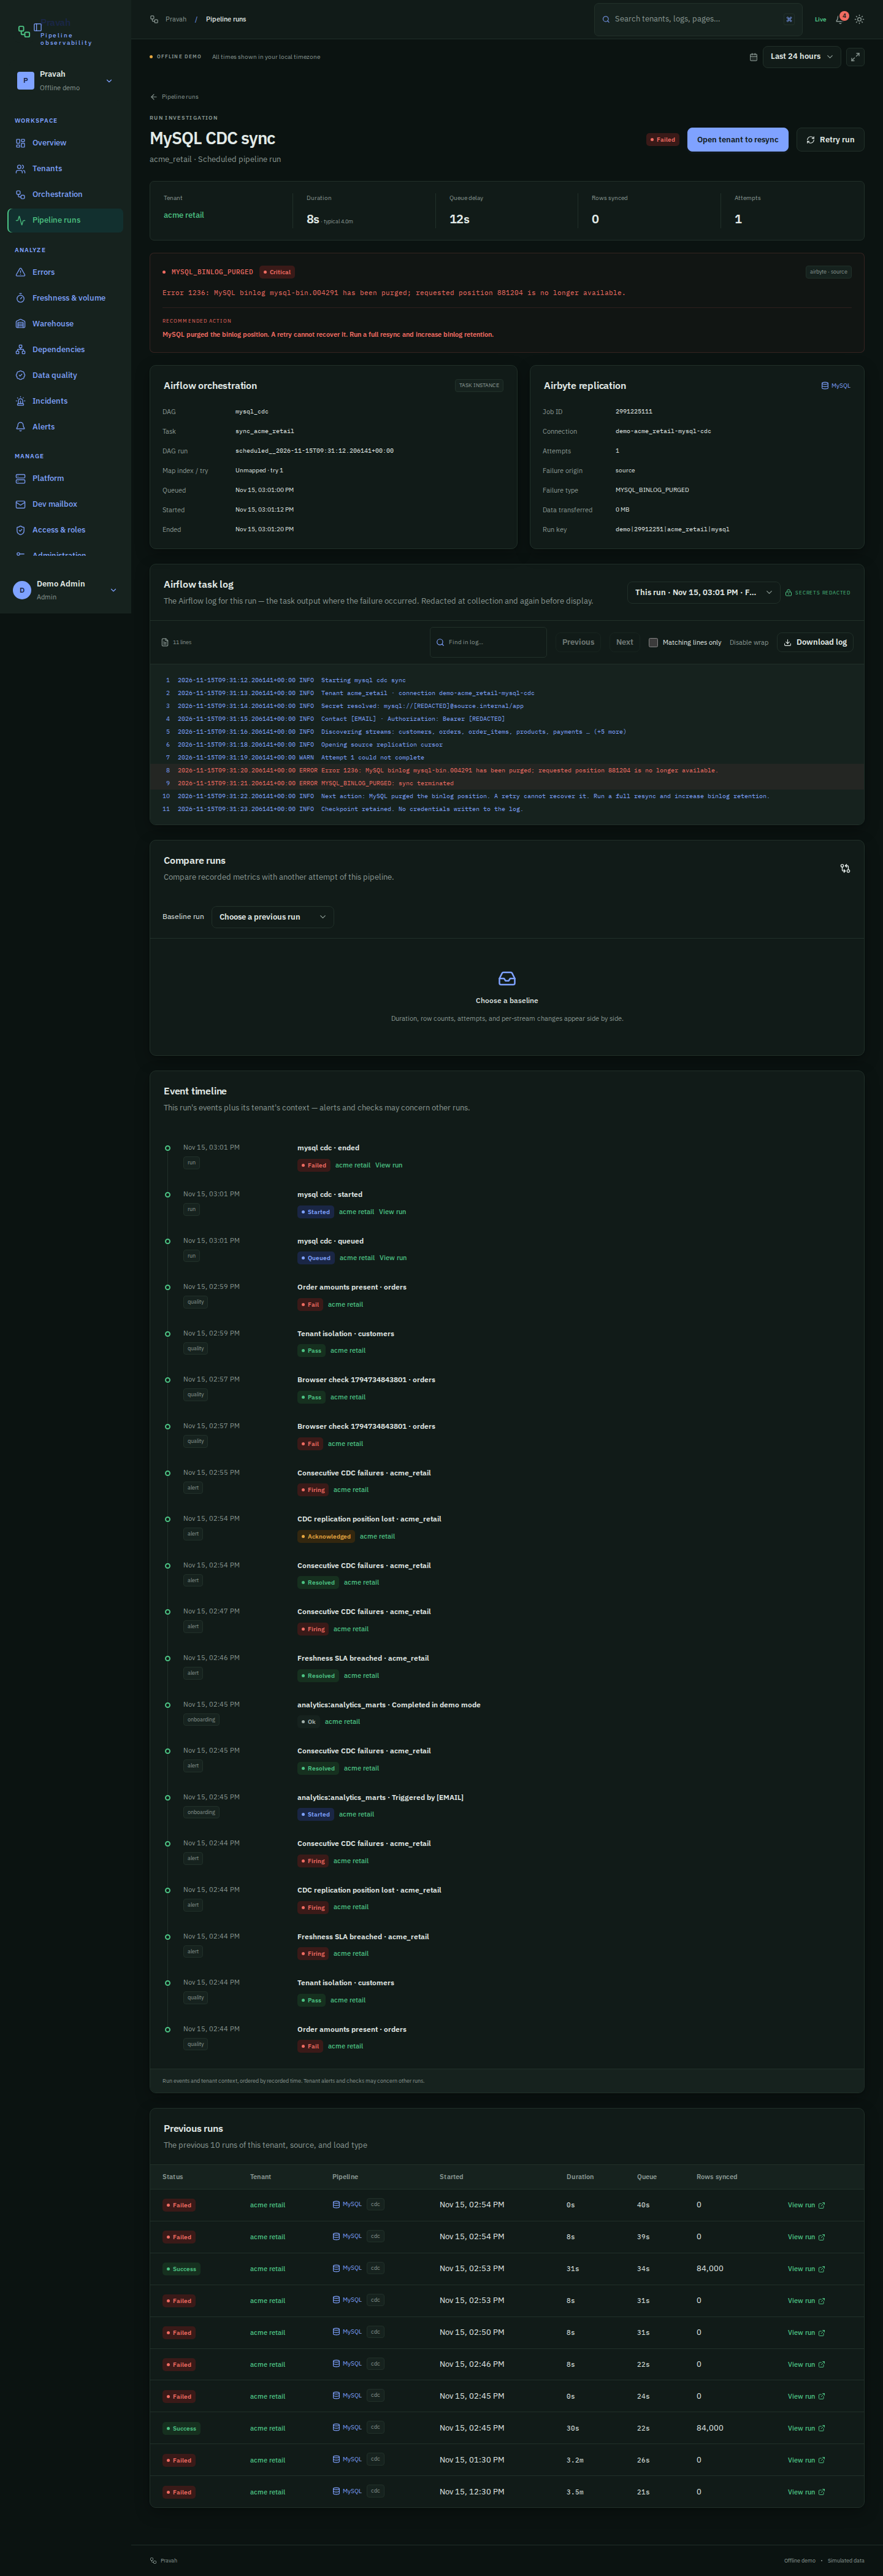 Pipeline
observability
Pravah / Pipeline runs
Search tenants, logs, pages...
⌘
Live
4
P
Pravah
Offline demo
OFFLINE DEMO All times shown in your local timezone
Last 24 hours
WORKSPACE
Overview
Tenants
Orchestration
Pipeline runs
ANALYZE
Errors
Freshness & volume
Warehouse
Dependencies
Data quality
Incidents
Alerts
MANAGE
Platform
Dev mailbox
Access & roles
Administration
D
Demo Admin
Admin
Pipeline runs
RUN INVESTIGATION
MySQL CDC sync
acme_retail · Scheduled pipeline run
Failed
Open tenant to resync
Retry run
Tenant
acme retail
Duration
8s typical 4.0m
Queue delay
12s
Rows synced
0
Attempts
1
MYSQL_BINLOG_PURGED Critical
airbyte · source
Error 1236: MySQL binlog mysql-bin.004291 has been purged; requested position 881204 is no longer available.
RECOMMENDED ACTION
MySQL purged the binlog position. A retry cannot recover it. Run a full resync and increase binlog retention.
Airflow orchestration
TASK INSTANCE
DAG mysql_cdc
Task sync_acme_retail
DAG run scheduled__2026-11-15T09:31:12.206141+00:00
Map index / try Unmapped · try 1
Queued Nov 15, 03:01:00 PM
Started Nov 15, 03:01:12 PM
Ended Nov 15, 03:01:20 PM
Airbyte replication
MySQL
Job ID 2991225111
Connection demo-acme_retail-mysql-cdc
Attempts 1
Failure origin source
Failure type MYSQL_BINLOG_PURGED
Data transferred 0 MB
Run key demo|29912251|acme_retail|mysql
Airflow task log
The Airflow log for this run — the task output where the failure occurred. Redacted at collection and again before display.
This run · Nov 15, 03:01 PM · F...
SECRETS REDACTED
11 lines
Find in log...
Previous
Next
Matching lines only
Disable wrap
Download log
1 2026-11-15T09:31:12.206141+00:00 INFO Starting mysql cdc sync
2 2026-11-15T09:31:13.206141+00:00 INFO Tenant acme_retail · connection demo-acme_retail-mysql-cdc
3 2026-11-15T09:31:14.206141+00:00 INFO Secret resolved: mysql://[REDACTED]@source.internal/app
4 2026-11-15T09:31:15.206141+00:00 INFO Contact [EMAIL] · Authorization: Bearer [REDACTED]
5 2026-11-15T09:31:16.206141+00:00 INFO Discovering streams: customers, orders, order_items, products, payments … (+5 more)
6 2026-11-15T09:31:18.206141+00:00 INFO Opening source replication cursor
7 2026-11-15T09:31:19.206141+00:00 WARN Attempt 1 could not complete
8 2026-11-15T09:31:20.206141+00:00 ERROR Error 1236: MySQL binlog mysql-bin.004291 has been purged; requested position 881204 is no longer available.
9 2026-11-15T09:31:21.206141+00:00 ERROR MYSQL_BINLOG_PURGED: sync terminated
10 2026-11-15T09:31:22.206141+00:00 INFO Next action: MySQL purged the binlog position. A retry cannot recover it. Run a full resync and increase binlog retention.
11 2026-11-15T09:31:23.206141+00:00 INFO Checkpoint retained. No credentials written to the log.
Compare runs
Compare recorded metrics with another attempt of this pipeline.
Baseline run Choose a previous run
Choose a baseline
Duration, row counts, attempts, and per-stream changes appear side by side.
Event timeline
This run's events plus its tenant's context — alerts and checks may concern other runs.
Nov 15, 03:01 PM mysql cdc · ended
run Failed acme retail View run
Nov 15, 03:01 PM mysql cdc · started
run Started acme retail View run
Nov 15, 03:01 PM mysql cdc · queued
run Queued acme retail View run
Nov 15, 02:59 PM Order amounts present · orders
quality Fail acme retail
Nov 15, 02:59 PM Tenant isolation · customers
quality Pass acme retail
Nov 15, 02:57 PM Browser check 1794734843801 · orders
quality Pass acme retail
Nov 15, 02:57 PM Browser check 1794734843801 · orders
quality Fail acme retail
Nov 15, 02:55 PM Consecutive CDC failures · acme_retail
alert Firing acme retail
Nov 15, 02:54 PM CDC replication position lost · acme_retail
alert Acknowledged acme retail
Nov 15, 02:54 PM Consecutive CDC failures · acme_retail
alert Resolved acme retail
Nov 15, 02:47 PM Consecutive CDC failures · acme_retail
alert Firing acme retail
Nov 15, 02:46 PM Freshness SLA breached · acme_retail
alert Resolved acme retail
Nov 15, 02:45 PM analytics:analytics_marts · Completed in demo mode
onboarding Ok acme retail
Nov 15, 02:45 PM Consecutive CDC failures · acme_retail
alert Resolved acme retail
Nov 15, 02:45 PM analytics:analytics_marts · Triggered by [EMAIL]
onboarding Started acme retail
Nov 15, 02:44 PM Consecutive CDC failures · acme_retail
alert Firing acme retail
Nov 15, 02:44 PM CDC replication position lost · acme_retail
alert Firing acme retail
Nov 15, 02:44 PM Freshness SLA breached · acme_retail
alert Firing acme retail
Nov 15, 02:44 PM Tenant isolation · customers
quality Pass acme retail
Nov 15, 02:44 PM Order amounts present · orders
quality Fail acme retail
Run events and tenant context, ordered by recorded time. Tenant alerts and checks may concern other runs.
Previous runs
The previous 10 runs of this tenant, source, and load type
Status Tenant Pipeline Started Duration Queue Rows synced
Failed acme retail MySQL cdc Nov 15, 02:54 PM 0s 40s 0 View run
Failed acme retail MySQL cdc Nov 15, 02:54 PM 8s 39s 0 View run
Success acme retail MySQL cdc Nov 15, 02:53 PM 31s 34s 84,000 View run
Failed acme retail MySQL cdc Nov 15, 02:53 PM 8s 31s 0 View run
Failed acme retail MySQL cdc Nov 15, 02:50 PM 8s 31s 0 View run
Failed acme retail MySQL cdc Nov 15, 02:46 PM 8s 22s 0 View run
Failed acme retail MySQL cdc Nov 15, 02:45 PM 0s 24s 0 View run
Success acme retail MySQL cdc Nov 15, 02:45 PM 30s 22s 84,000 View run
Failed acme retail MySQL cdc Nov 15, 01:30 PM 3.2m 26s 0 View run
Failed acme retail MySQL cdc Nov 15, 12:30 PM 3.5m 21s 0 View run
Pravah
Offline demo • Simulated data